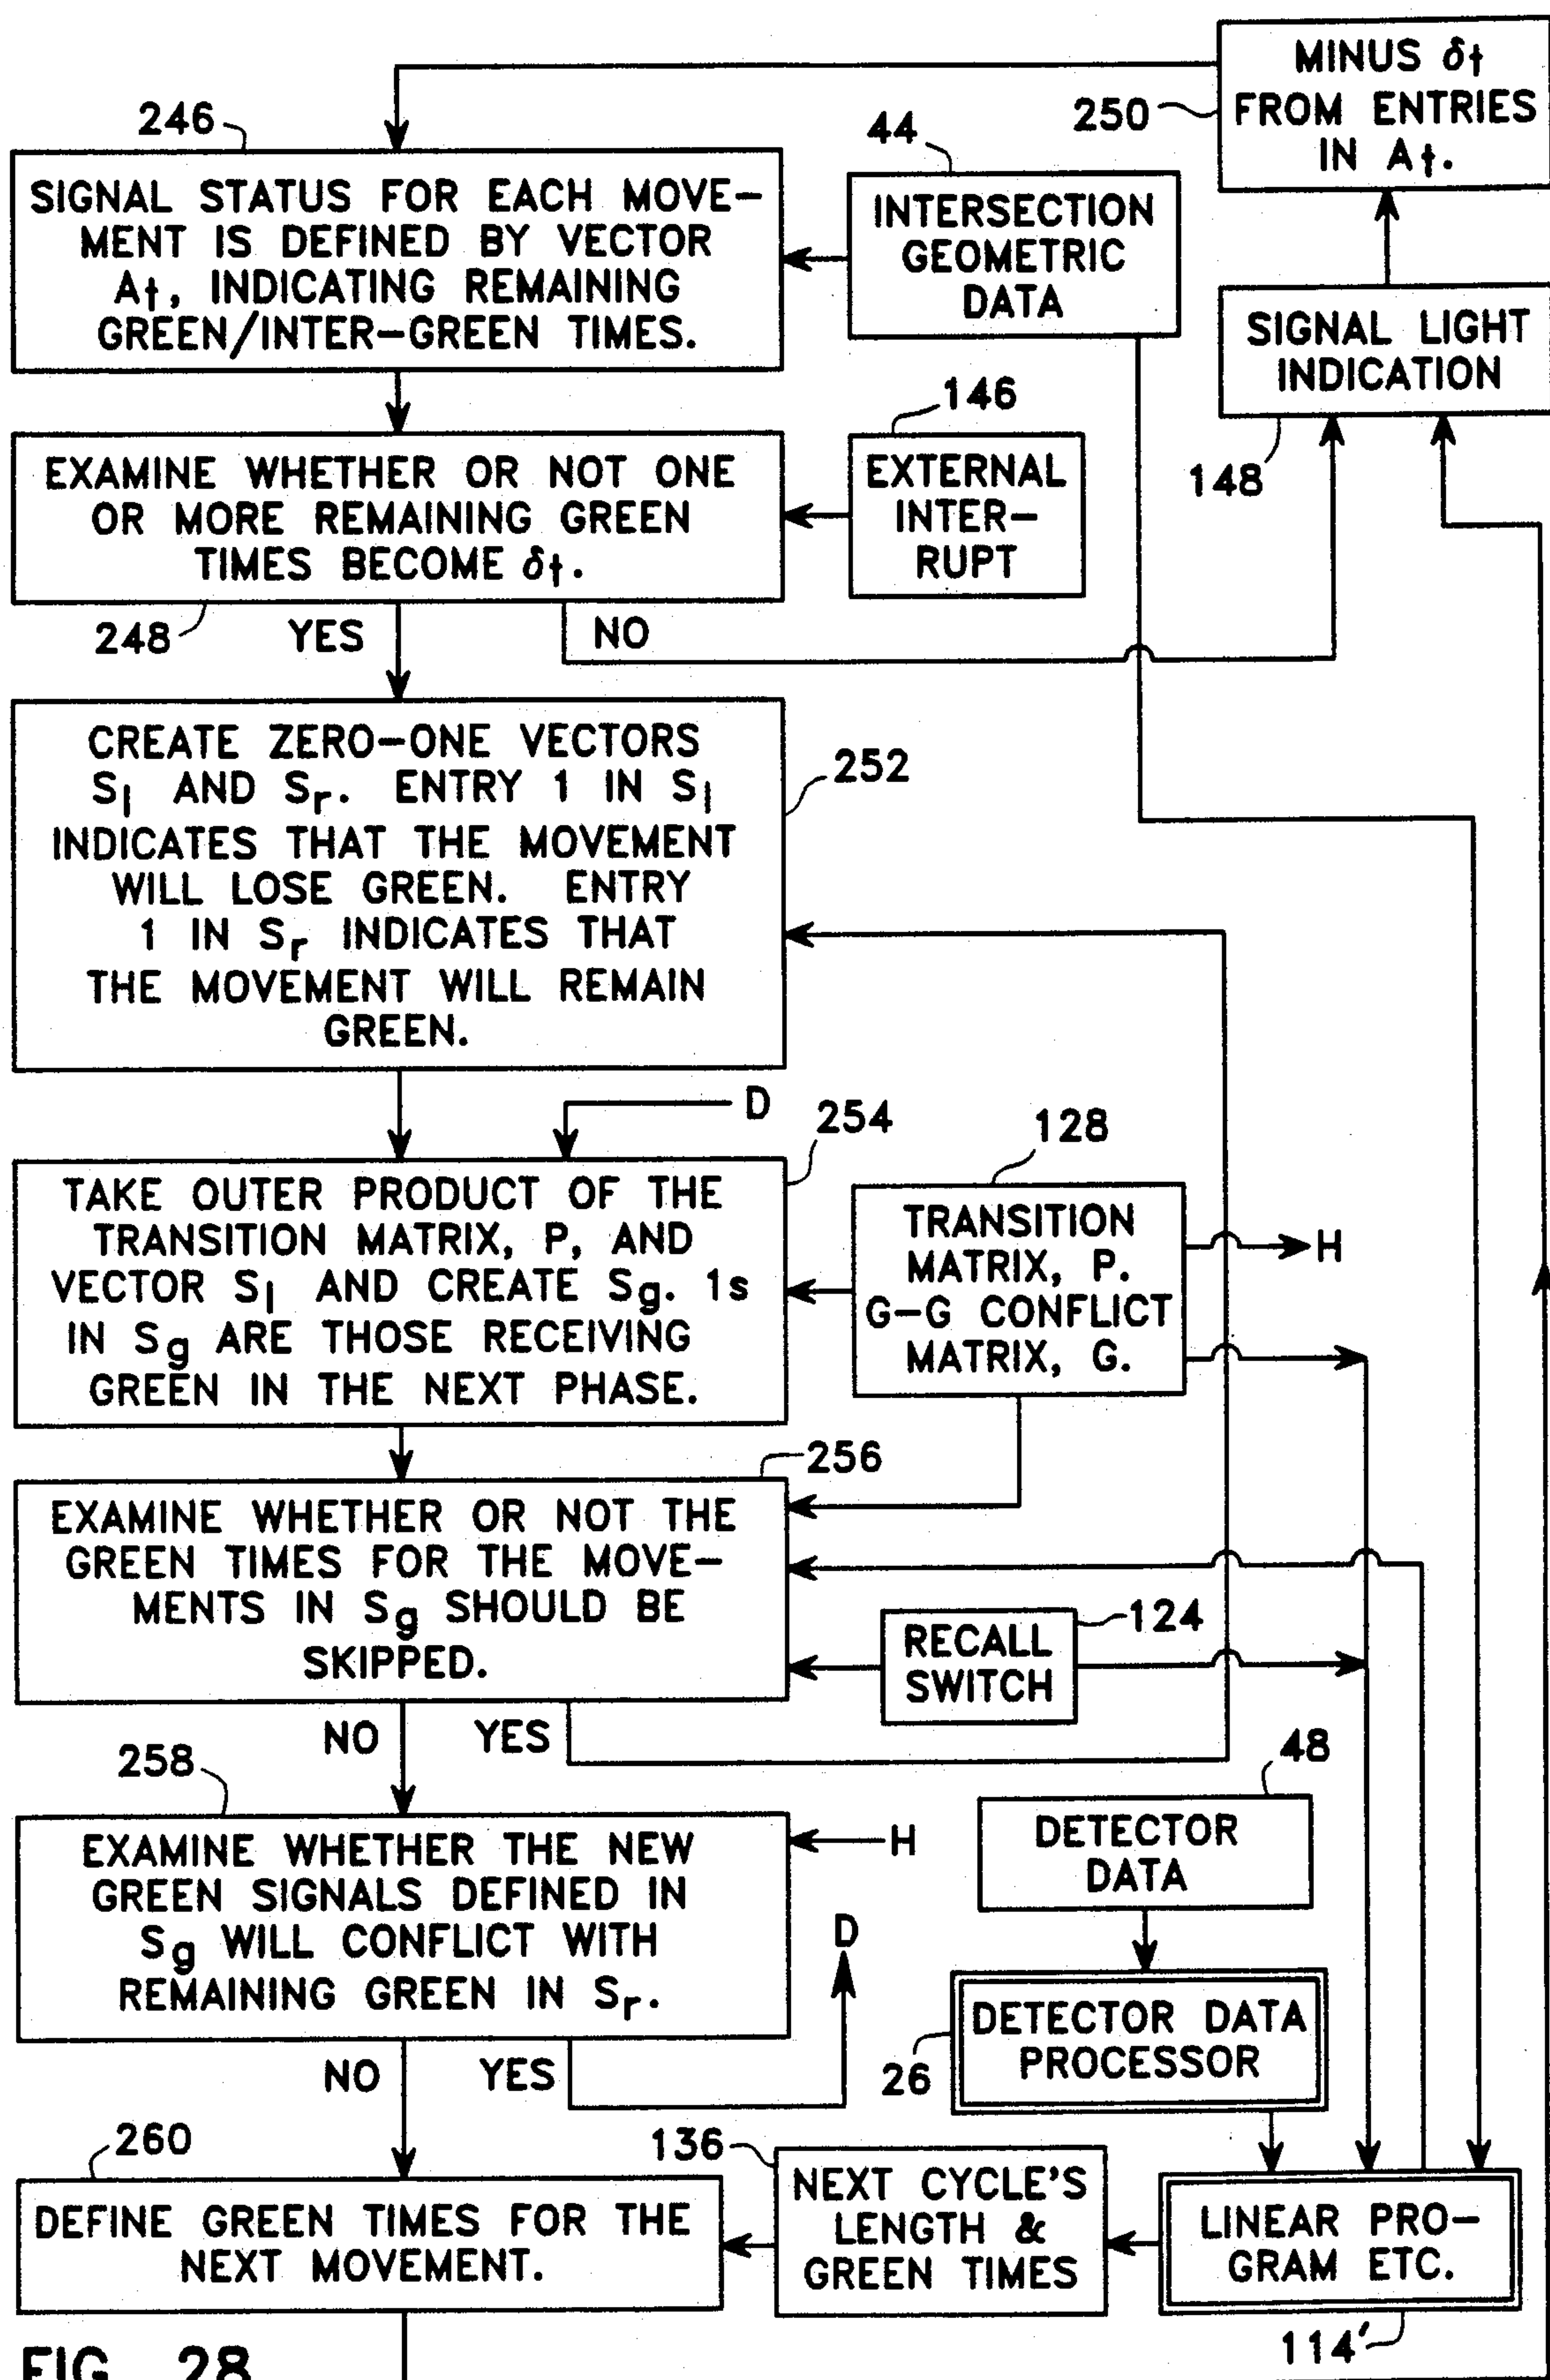 MINUS δt
FROM ENTRIES
IN At.
250
246
SIGNAL STATUS FOR EACH MOVE-
MENT IS DEFINED BY VECTOR
At, INDICATING REMAINING
GREEN/INTER-GREEN TIMES.
44
INTERSECTION
GEOMETRIC
DATA
SIGNAL LIGHT
INDICATION
148
EXAMINE WHETHER OR NOT ONE
OR MORE REMAINING GREEN
TIMES BECOME δt.
248
YES
NO
146
EXTERNAL
INTER-
RUPT
CREATE ZERO-ONE VECTORS
Sl AND Sr. ENTRY 1 IN Sl
INDICATES THAT THE MOVEMENT
WILL LOSE GREEN. ENTRY
1 IN Sr INDICATES THAT
THE MOVEMENT WILL REMAIN
GREEN.
252
D
254
TAKE OUTER PRODUCT OF THE
TRANSITION MATRIX, P, AND
VECTOR Sl AND CREATE Sg. 1s
IN Sg ARE THOSE RECEIVING
GREEN IN THE NEXT PHASE.
128
TRANSITION
MATRIX, P.
G-G CONFLICT
MATRIX, G.
H
256
EXAMINE WHETHER OR NOT THE
GREEN TIMES FOR THE MOVE-
MENTS IN Sg SHOULD BE
SKIPPED.
124
RECALL
SWITCH
NO
YES
258
EXAMINE WHETHER THE NEW
GREEN SIGNALS DEFINED IN
Sg WILL CONFLICT WITH
REMAINING GREEN IN Sr.
H
D
NO
YES
48
DETECTOR
DATA
DETECTOR DATA
PROCESSOR
26
260
DEFINE GREEN TIMES FOR THE
NEXT MOVEMENT.
136
NEXT CYCLE'S
LENGTH &
GREEN TIMES
LINEAR PRO-
GRAM ETC.
114'
FIG. 28